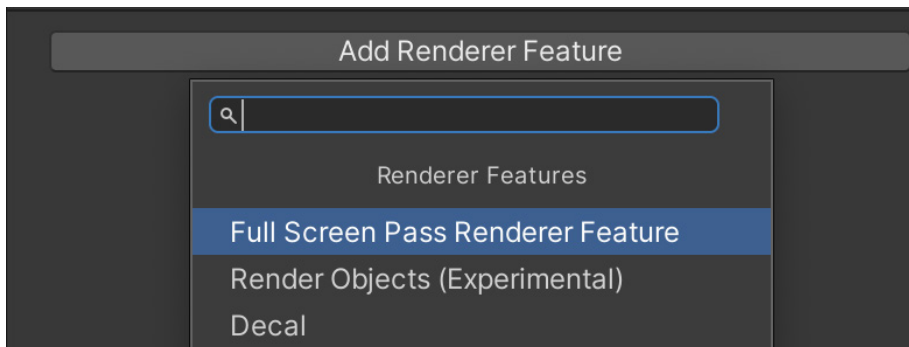 Add Renderer Feature
Renderer Features
Full Screen Pass Renderer Feature
Render Objects (Experimental)
Decal